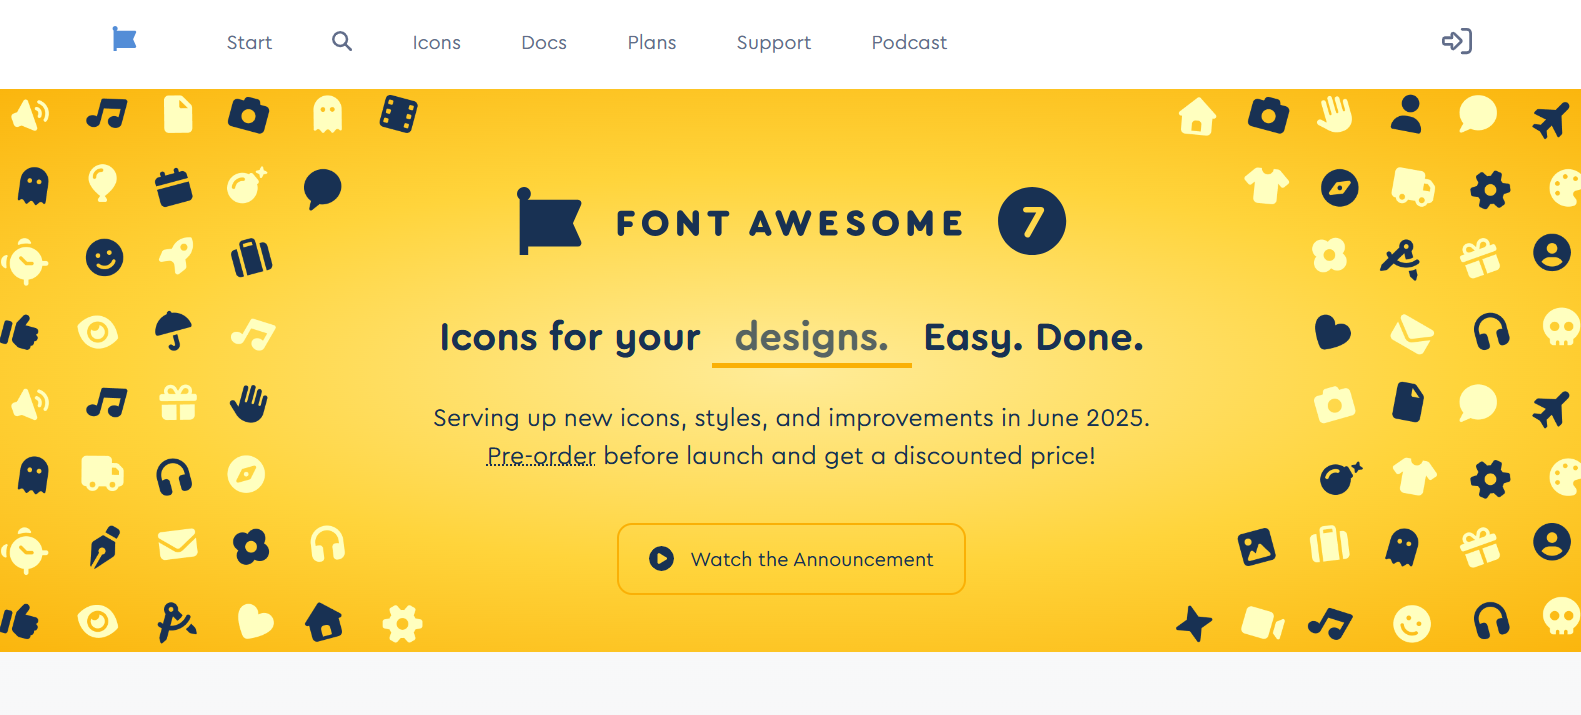 Start Icons Docs Plans Support Podcast
FONT AWESOME 7
Icons for your designs. Easy. Done.
Serving up new icons, styles, and improvements in June 2025.
Pre-order before launch and get a discounted price!
Watch the Announcement